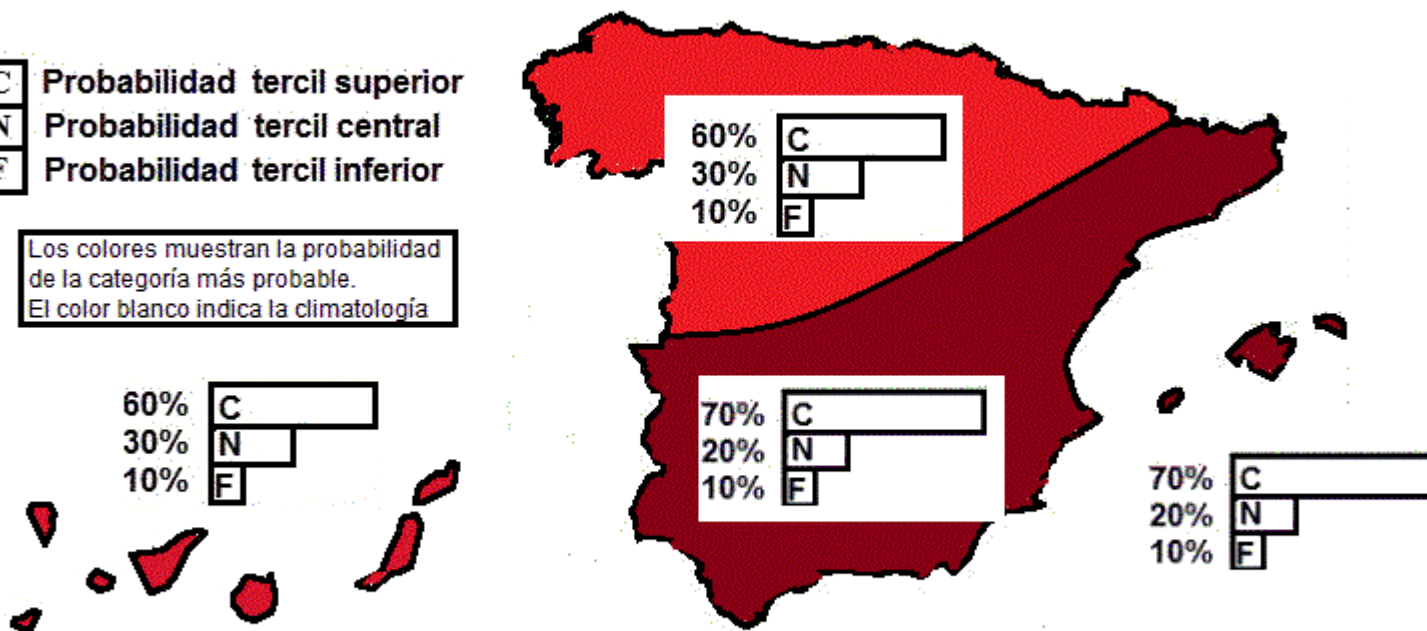 C Probabilidad tercil superior
N Probabilidad tercil central
F Probabilidad tercil inferior
Los colores muestran la probabilidad
de la categoría más probable.
El color blanco indica la climatología
60% C
30% N
10% F
60% C
30% N
10% F
70% C
20% N
10% F
70% C
20% N
10% F